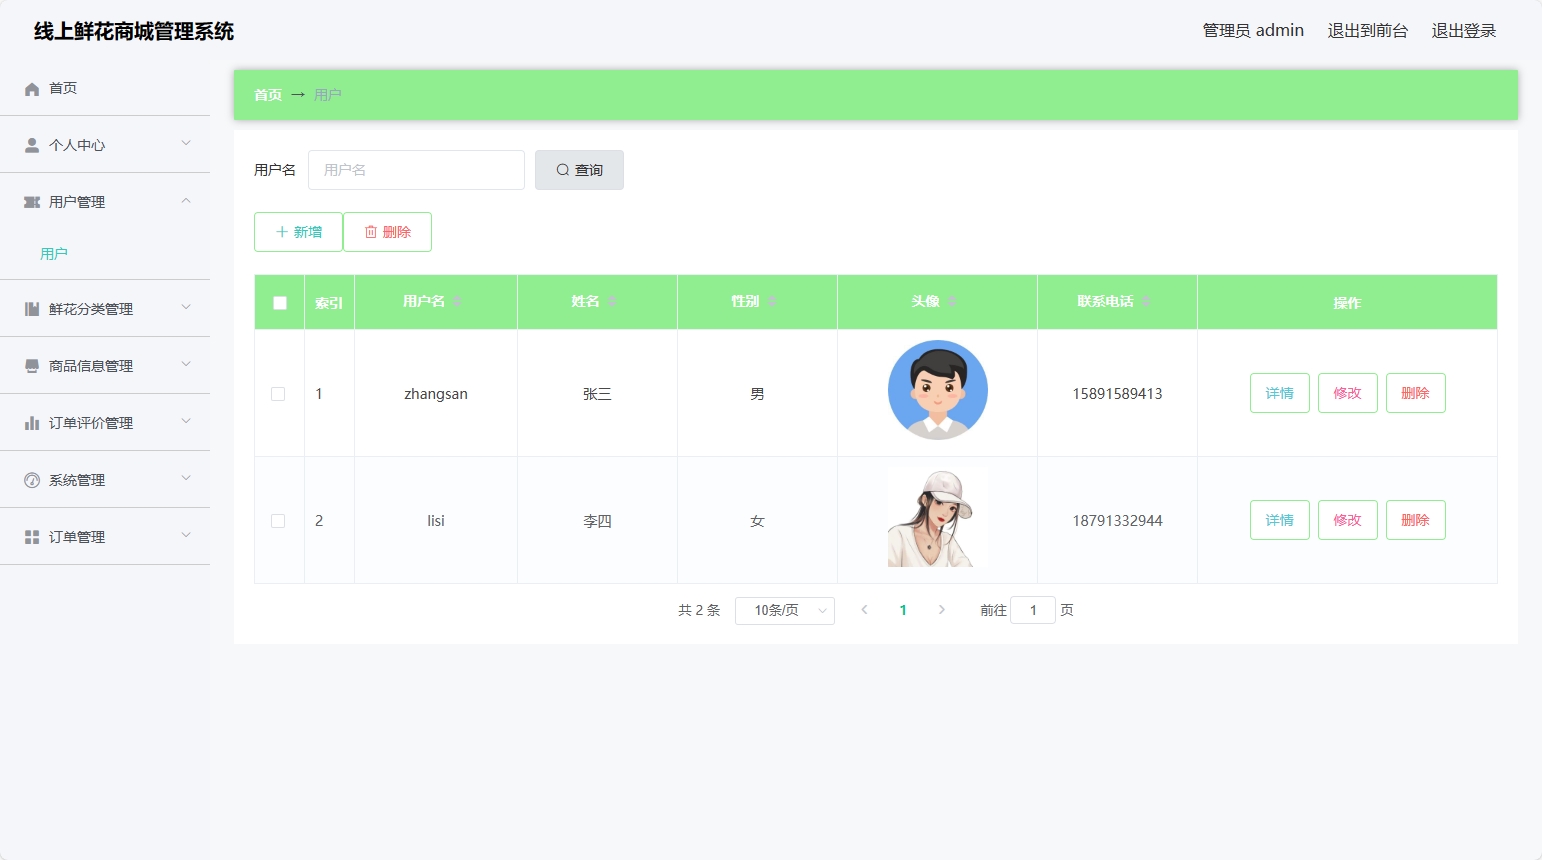 线上鲜花商城管理系统
管理员 admin 退出到前台 退出登录
首页
个人中心
用户管理
用户
鲜花分类管理
商品信息管理
订单评价管理
系统管理
订单管理
首页 → 用户
用户名 用户名 查询
新增 删除
索引 用户名 姓名 性别 头像 联系电话 操作
1 zhangsan 张三 男 15891589413 详情 修改 删除
2 lisi 李四 女 18791332944 详情 修改 删除
共 2 条 10条/页 1 前往 1 页